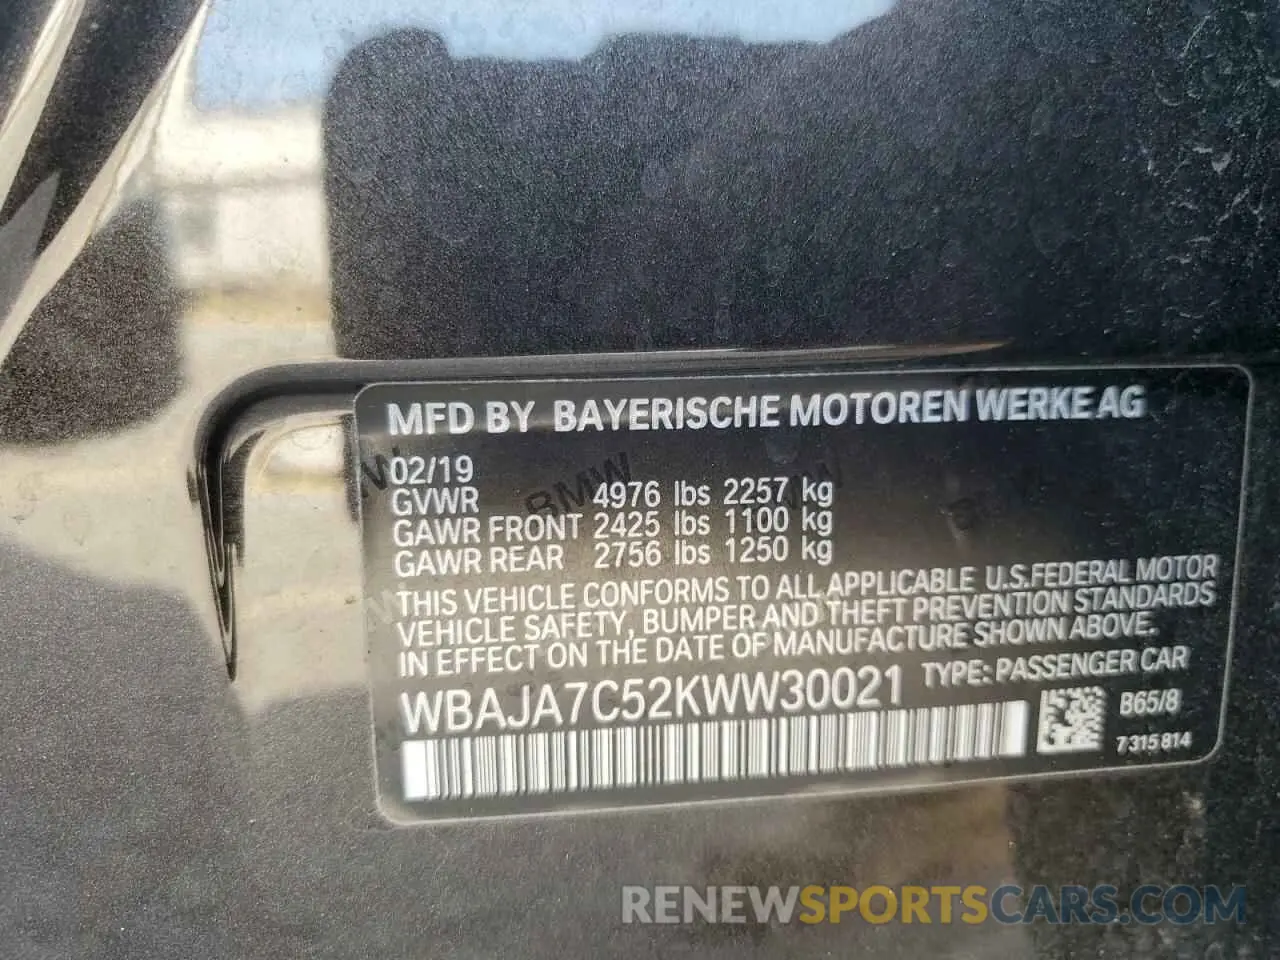 MFD BY BAYERISCHE MOTOREN WERKE AG
02/19
GVWR 4976 lbs 2257 kg
GAWR FRONT 2425 lbs 1100 kg
GAWR REAR 2756 lbs 1250 kg
THIS VEHICLE CONFORMS TO ALL APPLICABLE U.S.FEDERAL MOTOR
VEHICLE SAFETY, BUMPER AND THEFT PREVENTION STANDARDS
IN EFFECT ON THE DATE OF MANUFACTURE SHOWN ABOVE.
WBAJA7C52KWW30021 TYPE: PASSENGER CAR
B65/8
7315814
RENEWSPORTSCARS.COM